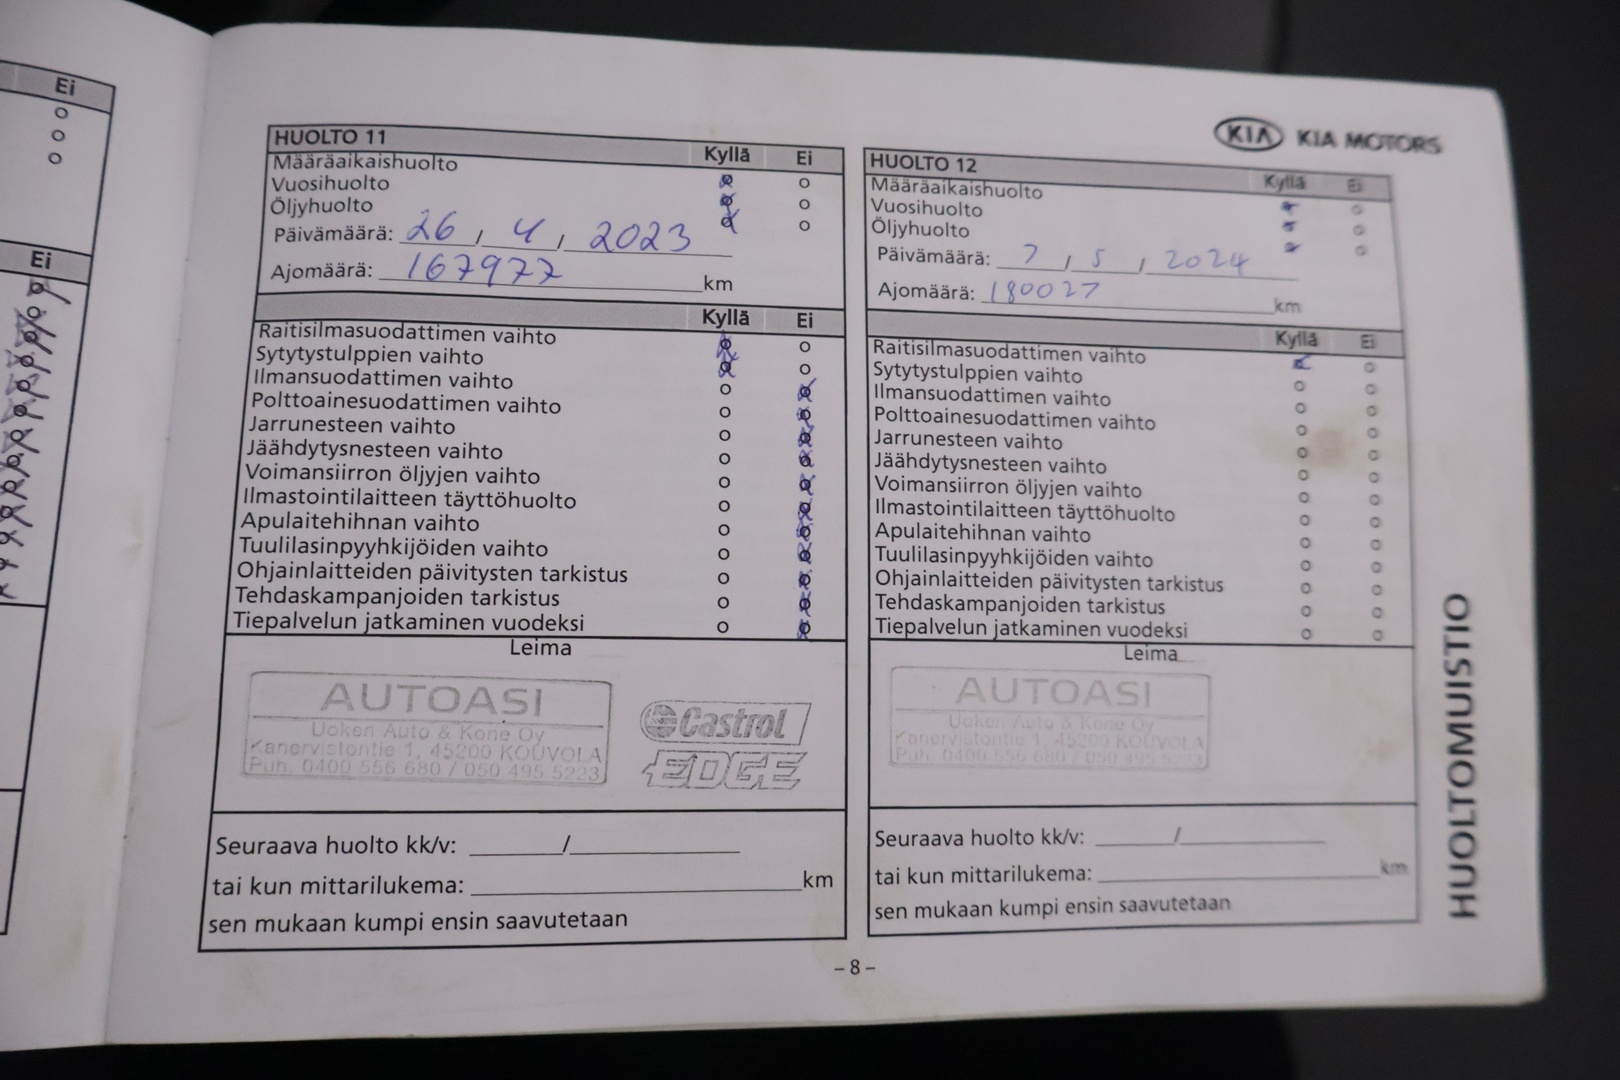 Ei
Ei
KIA KIA MOTORS
HUOLTO 11
Kyllä Ei
Määräaikaishuolto
Vuosihuolto
Öljyhuolto
Päivämäärä: 26 / 4 / 2023
Ajomäärä: 167977 km
Kyllä Ei
Raitisilmasuodattimen vaihto
Sytytystulppien vaihto
Ilmansuodattimen vaihto
Polttoainesuodattimen vaihto
Jarrunesteen vaihto
Jäähdytysnesteen vaihto
Voimansiirron öljyjen vaihto
Ilmastointilaitteen täyttöhuolto
Apulaitehihnan vaihto
Tuulilasinpyyhkijöiden vaihto
Ohjainlaitteiden päivitysten tarkistus
Tehdaskampanjoiden tarkistus
Tiepalvelun jatkaminen vuodeksi
Leima
AUTOASI
Uoken Auto & Kone Oy
Kanervistontie 1, 45200 KOUVOLA
Puh. 0400 556 680 / 050 495 5223
Castrol
EDGE
Seuraava huolto kk/v: ______/______
tai kun mittarilukema: ______ km
sen mukaan kumpi ensin saavutetaan
HUOLTO 12
Kyllä Ei
Määräaikaishuolto
Vuosihuolto
Öljyhuolto
Päivämäärä: 7 / 5 / 2024
Ajomäärä: 180027 km
Kyllä Ei
Raitisilmasuodattimen vaihto
Sytytystulppien vaihto
Ilmansuodattimen vaihto
Polttoainesuodattimen vaihto
Jarrunesteen vaihto
Jäähdytysnesteen vaihto
Voimansiirron öljyjen vaihto
Ilmastointilaitteen täyttöhuolto
Apulaitehihnan vaihto
Tuulilasinpyyhkijöiden vaihto
Ohjainlaitteiden päivitysten tarkistus
Tehdaskampanjoiden tarkistus
Tiepalvelun jatkaminen vuodeksi
Leima
AUTOASI
Uoken Auto & Kone Oy
Kanervistontie 1, 45200 KOUVOLA
Puh. 0400 556 680 / 050 495 5223
Seuraava huolto kk/v: ______/______
tai kun mittarilukema: ______ km
sen mukaan kumpi ensin saavutetaan
HUOLTOMUISTIO
– 8 –